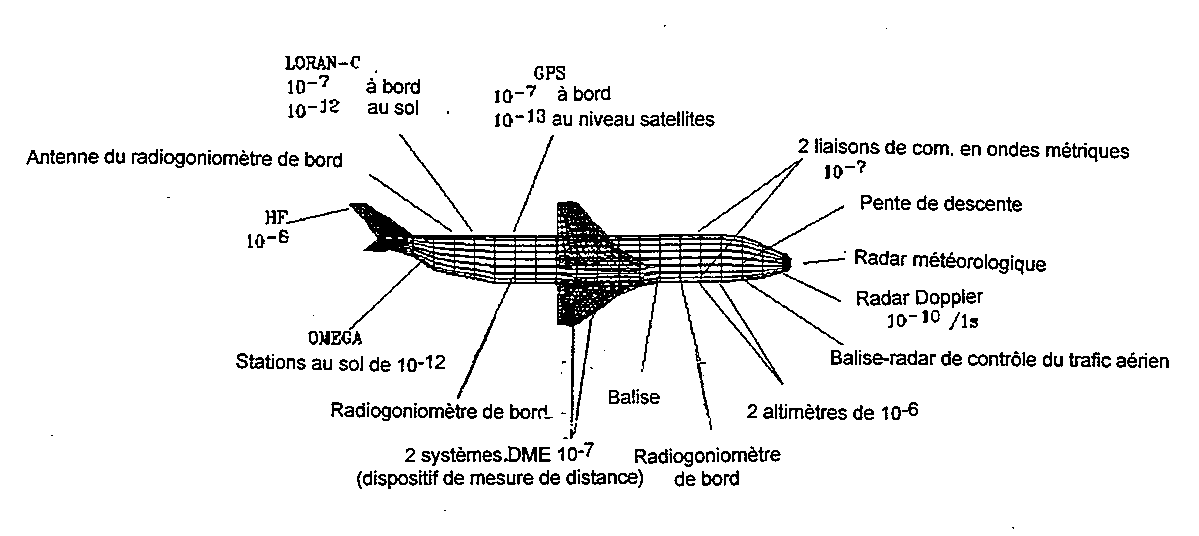 LORAN-C
10-7 à bord
10-12 au sol
GPS
10-7 à bord
10-13 au niveau satellites
Antenne du radiogoniomètre de bord
2 liaisons de com. en ondes métriques
10-7
HF
10-6
Pente de descente
Radar météorologique
Radar Doppler
10-10 /1s
OMEGA
Stations au sol de 10-12
Balise-radar de contrôle du trafic aérien
Radiogoniomètre de bord
Balise
2 altimètres de 10-6
2 systèmes DME 10-7
(dispositif de mesure de distance)
Radiogoniomètre
de bord